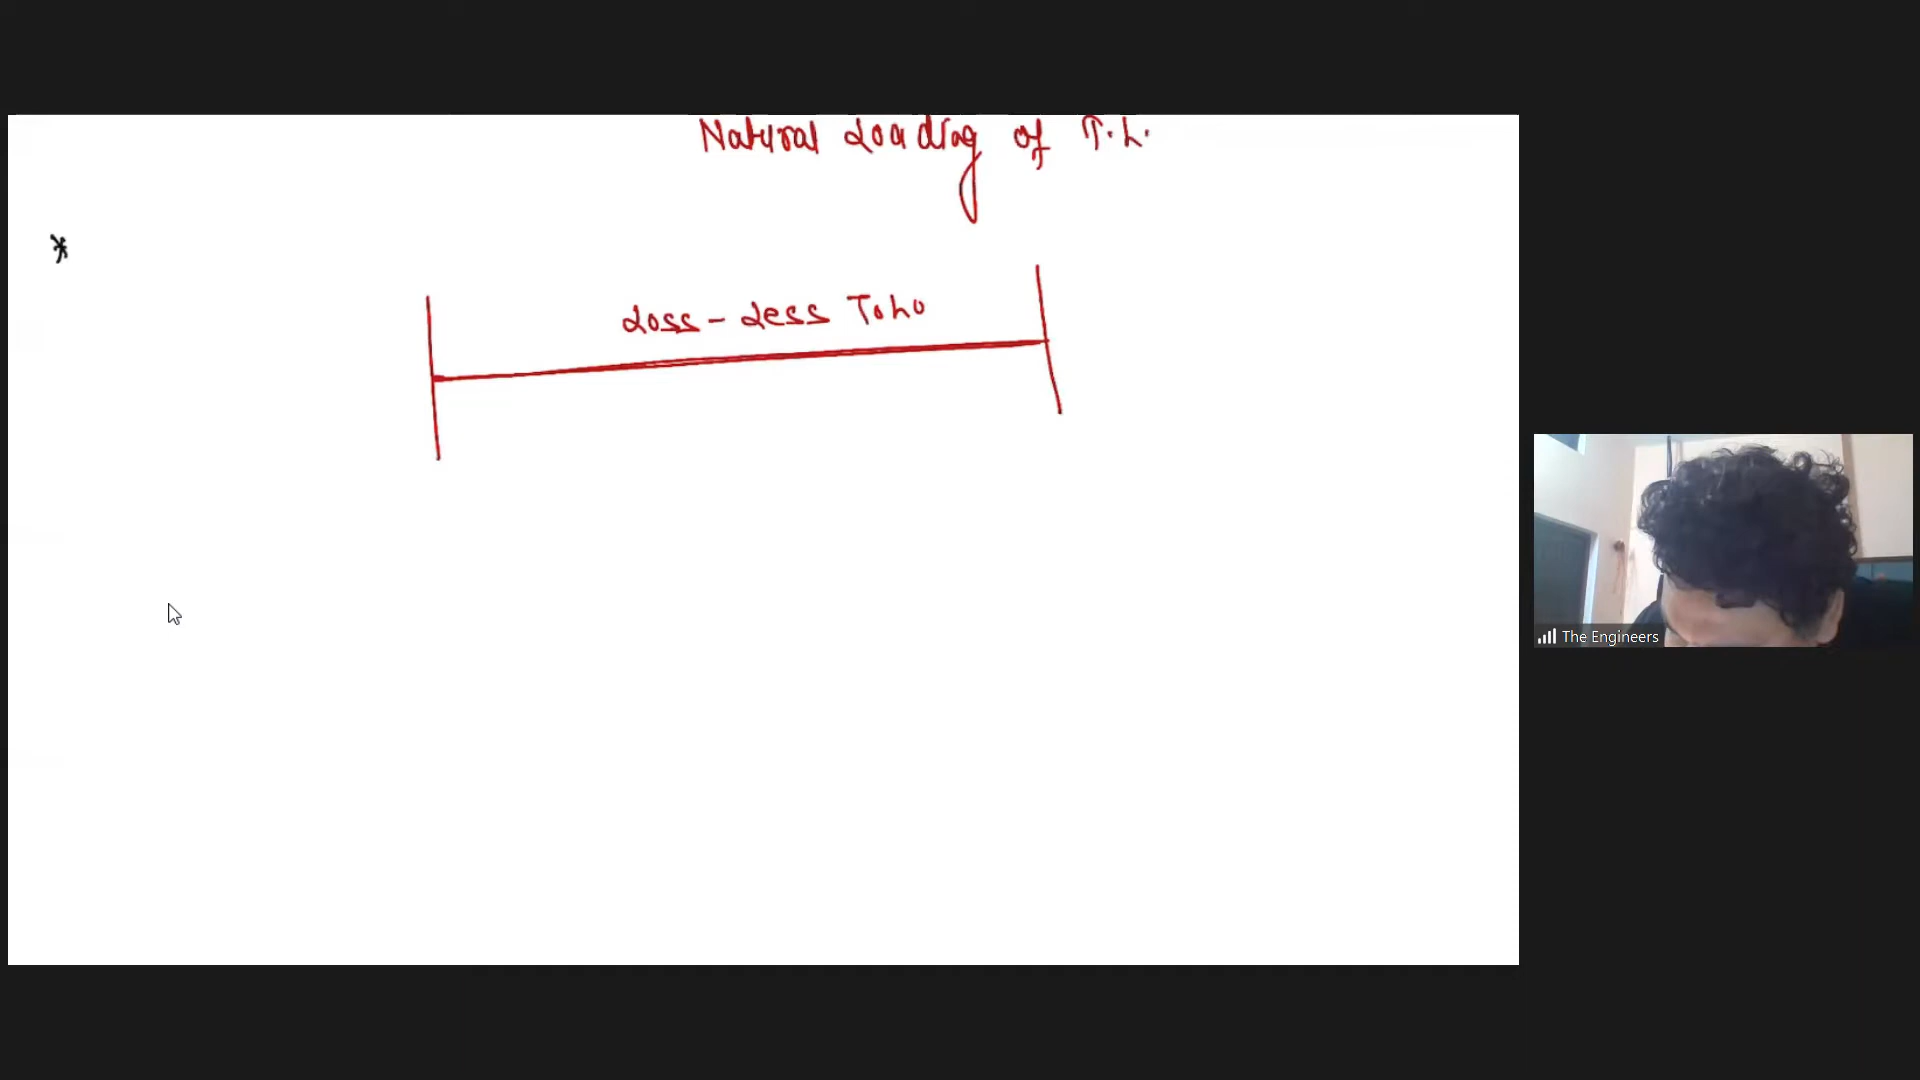 Natural Loading of T.L.
*
Loss-Less T.L.
The Engineers